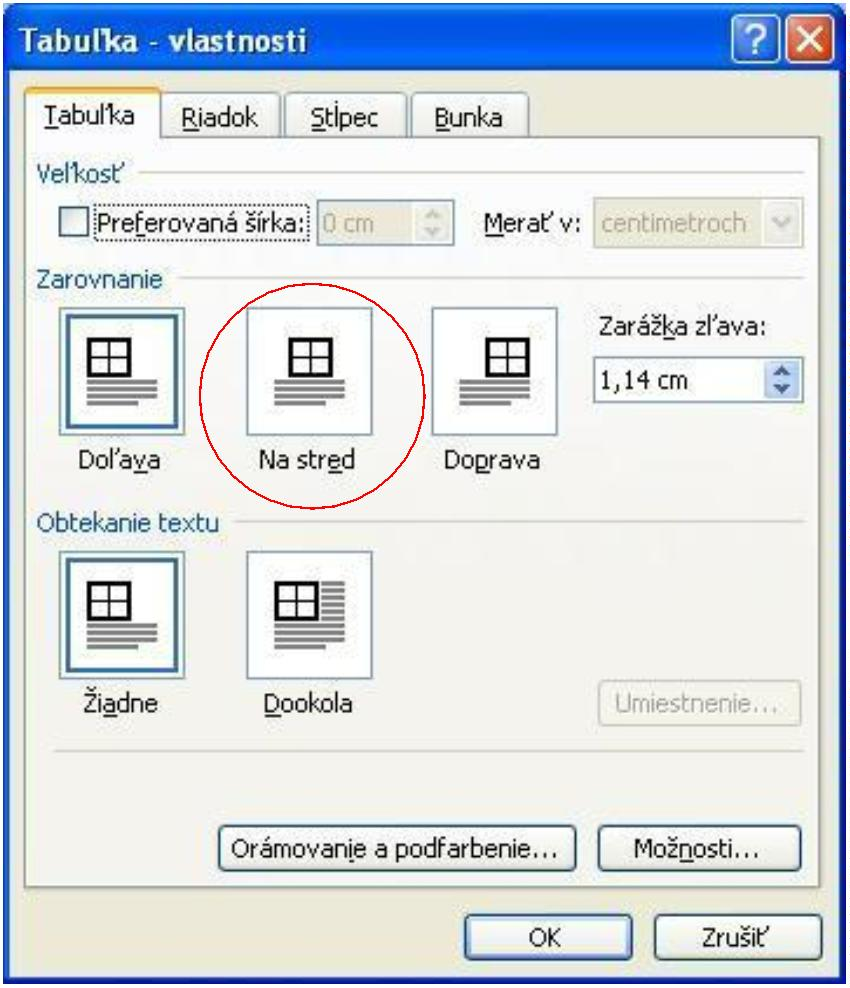 Tabuľka - vlastnosti
Tabuľka Riadok Stĺpec Bunka
Veľkosť
Preferovaná šírka: 0 cm Merať v: centimetroch
Zarovnanie
Zarážka zľava:
1,14 cm
Doľava Na stred Doprava
Obtekanie textu
Žiadne Dookola Umiestnenie...
Orámovanie a podfarbenie... Možnosti...
OK Zrušiť